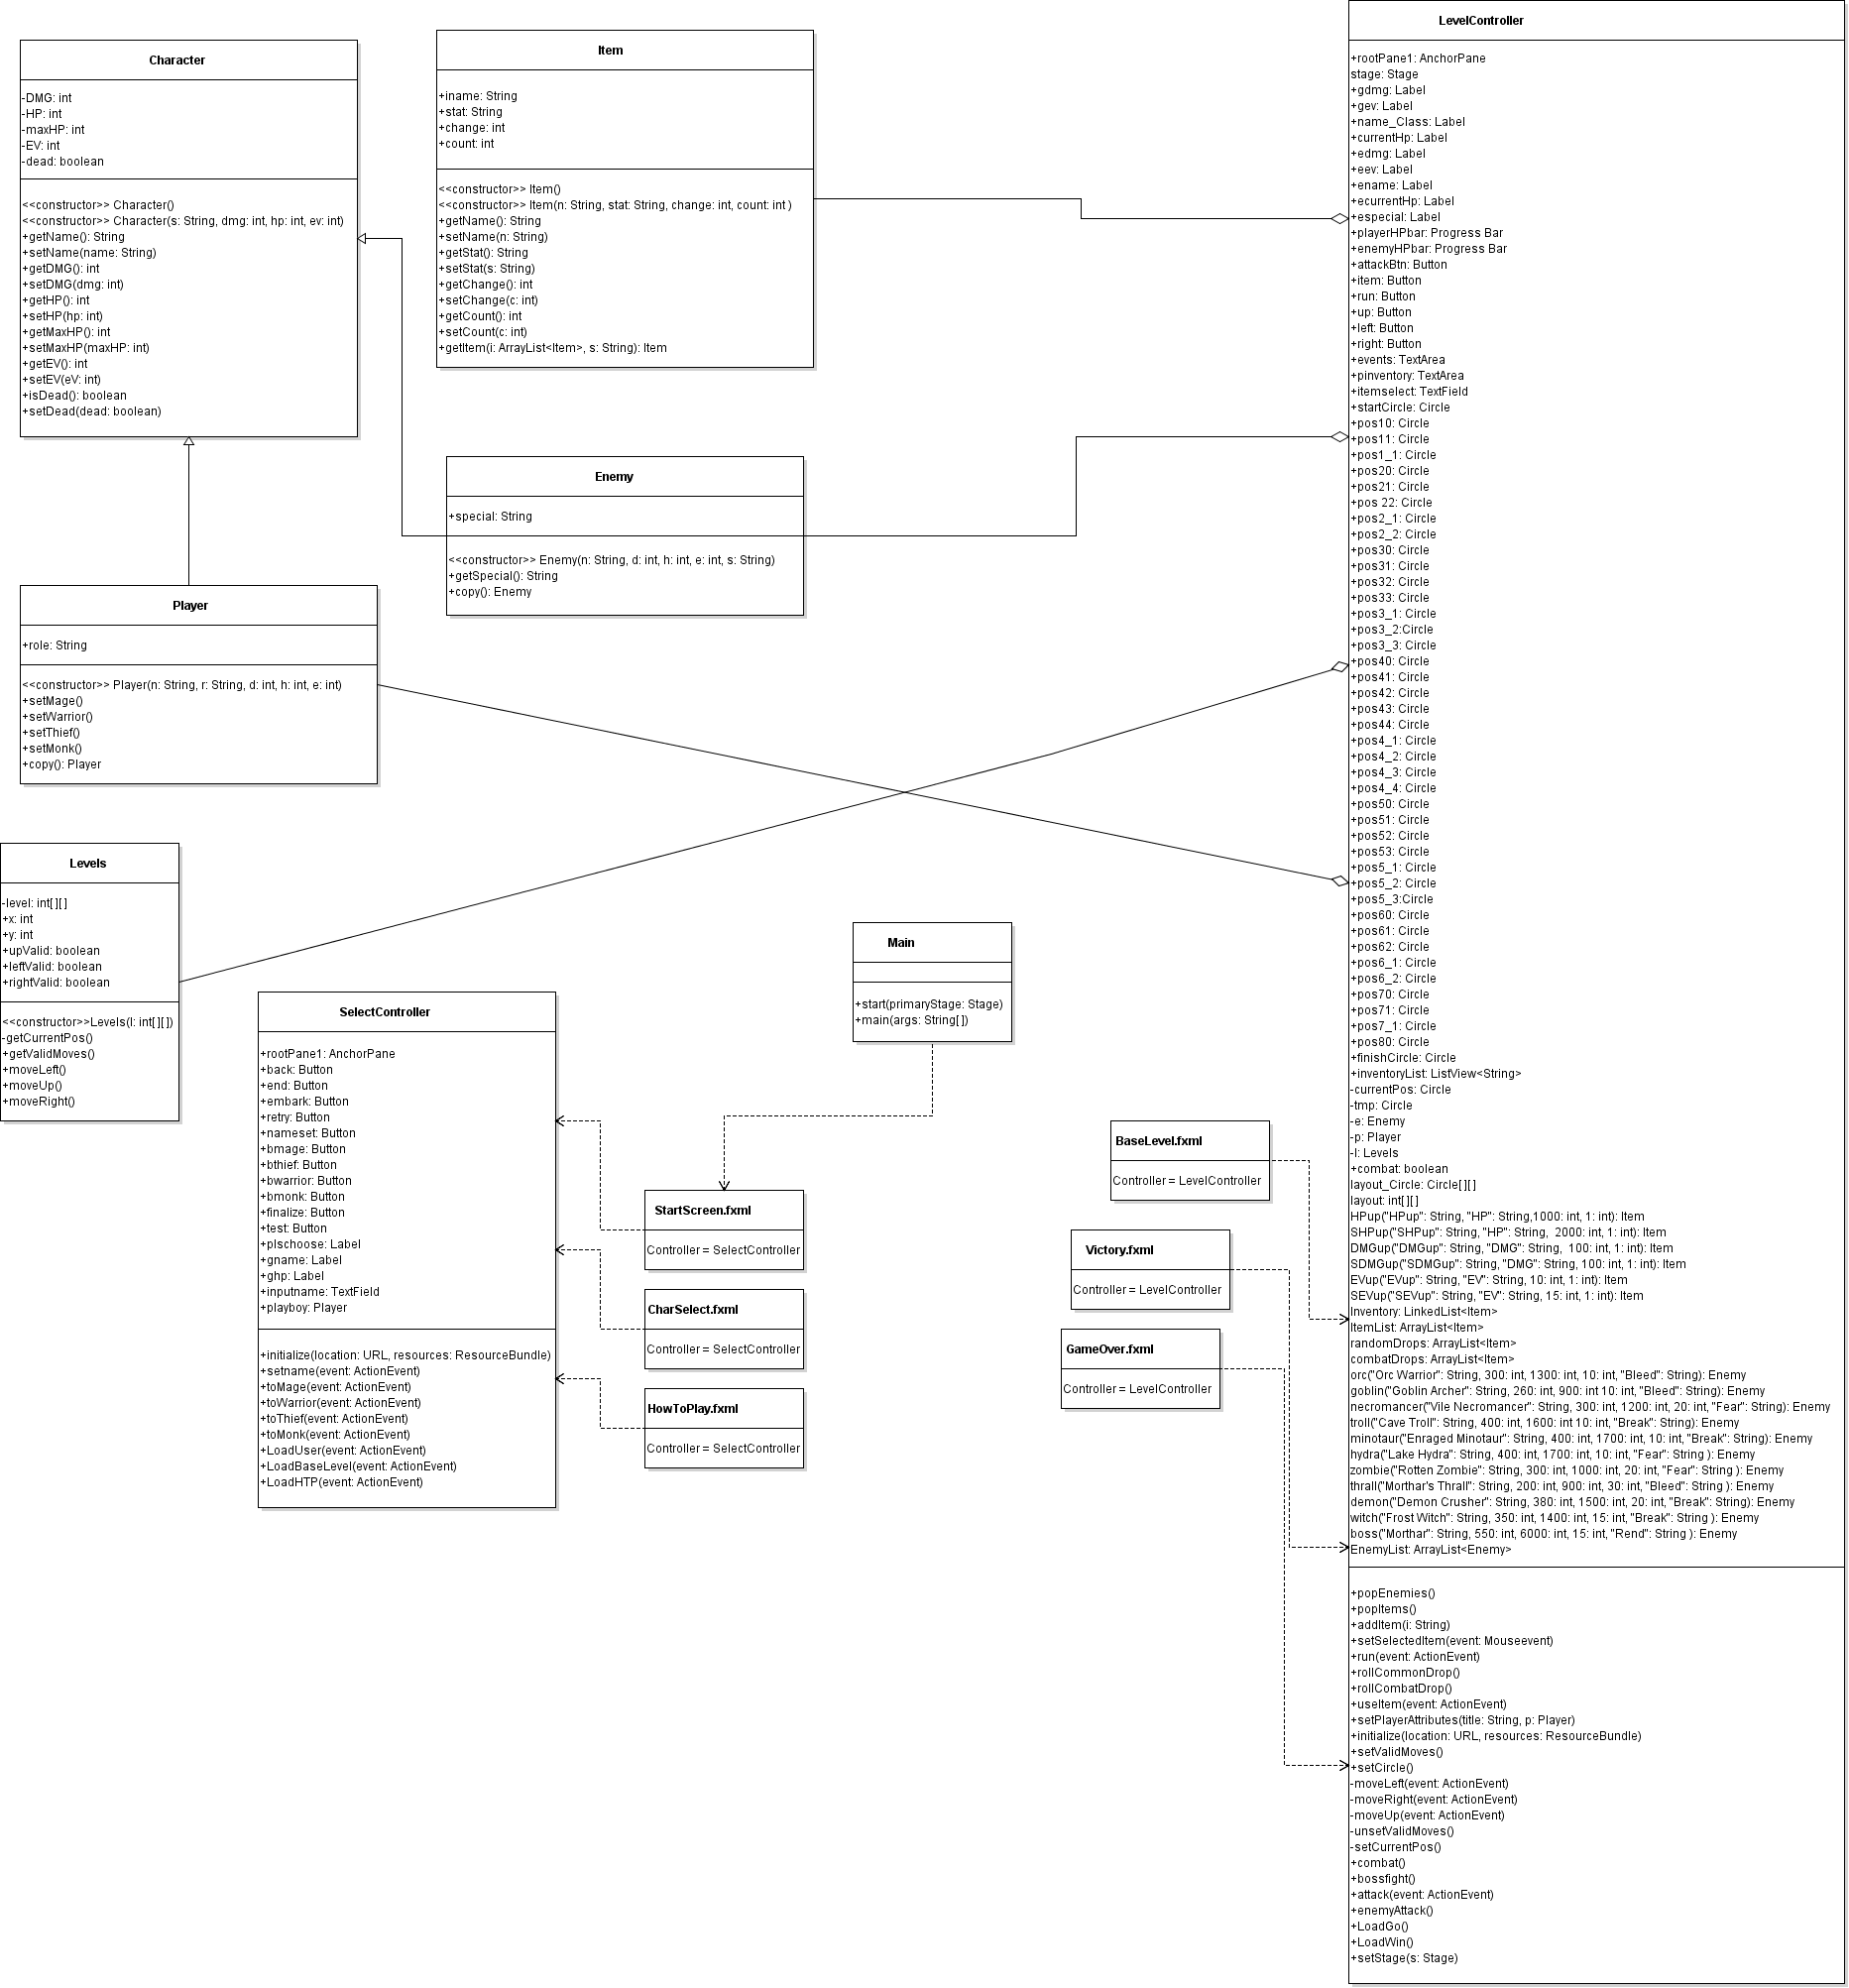 Character
-DMG: int
-HP: int
-maxHP: int
-EV: int
-dead: boolean
<<constructor>> Character()
<<constructor>> Character(s: String, dmg: int, hp: int, ev: int)
+getName(): String
+setName(name: String)
+getDMG(): int
+setDMG(dmg: int)
+getHP(): int
+setHP(hp: int)
+getMaxHP(): int
+setMaxHP(maxHP: int)
+getEV(): int
+setEV(eV: int)
+isDead(): boolean
+setDead(dead: boolean)
Item
+iname: String
+stat: String
+change: int
+count: int
<<constructor>> Item()
<<constructor>> Item(n: String, stat: String, change: int, count: int )
+getName(): String
+setName(n: String)
+getStat(): String
+setStat(s: String)
+getChange(): int
+setChange(c: int)
+getCount(): int
+setCount(c: int)
+getItem(i: ArrayList<Item>, s: String): Item
Enemy
+special: String
<<constructor>> Enemy(n: String, d: int, h: int, e: int, s: String)
+getSpecial(): String
+copy(): Enemy
Player
+role: String
<<constructor>> Player(n: String, r: String, d: int, h: int, e: int)
+setMage()
+setWarrior()
+setThief()
+setMonk()
+copy(): Player
Levels
-level: int[ ][ ]
+x: int
+y: int
+upValid: boolean
+leftValid: boolean
+rightValid: boolean
<<constructor>>Levels(l: int[ ][ ])
-getCurrentPos()
+getValidMoves()
+moveLeft()
+moveUp()
+moveRight()
SelectController
+rootPane1: AnchorPane
+back: Button
+end: Button
+embark: Button
+retry: Button
+nameset: Button
+bmage: Button
+bthief: Button
+bwarrior: Button
+bmonk: Button
+finalize: Button
+test: Button
+plschoose: Label
+gname: Label
+ghp: Label
+inputname: TextField
+playboy: Player
+initialize(location: URL, resources: ResourceBundle)
+setname(event: ActionEvent)
+toMage(event: ActionEvent)
+toWarrior(event: ActionEvent)
+toThief(event: ActionEvent)
+toMonk(event: ActionEvent)
+LoadUser(event: ActionEvent)
+LoadBaseLevel(event: ActionEvent)
+LoadHTP(event: ActionEvent)
Main
+start(primaryStage: Stage)
+main(args: String[ ])
StartScreen.fxml
Controller = SelectController
CharSelect.fxml
Controller = SelectController
HowToPlay.fxml
Controller = SelectController
BaseLevel.fxml
Controller = LevelController
Victory.fxml
Controller = LevelController
GameOver.fxml
Controller = LevelController
LevelController
+rootPane1: AnchorPane
stage: Stage
+gdmg: Label
+gev: Label
+name_Class: Label
+currentHp: Label
+edmg: Label
+eev: Label
+ename: Label
+ecurrentHp: Label
+especial: Label
+playerHPbar: Progress Bar
+enemyHPbar: Progress Bar
+attackBtn: Button
+item: Button
+run: Button
+up: Button
+left: Button
+right: Button
+events: TextArea
+pinventory: TextArea
+itemselect: TextField
+startCircle: Circle
+pos10: Circle
+pos11: Circle
+pos1_1: Circle
+pos20: Circle
+pos21: Circle
+pos 22: Circle
+pos2_1: Circle
+pos2_2: Circle
+pos30: Circle
+pos31: Circle
+pos32: Circle
+pos33: Circle
+pos3_1: Circle
+pos3_2:Circle
+pos3_3: Circle
+pos40: Circle
+pos41: Circle
+pos42: Circle
+pos43: Circle
+pos44: Circle
+pos4_1: Circle
+pos4_2: Circle
+pos4_3: Circle
+pos4_4: Circle
+pos50: Circle
+pos51: Circle
+pos52: Circle
+pos53: Circle
+pos5_1: Circle
+pos5_2: Circle
+pos5_3:Circle
+pos60: Circle
+pos61: Circle
+pos62: Circle
+pos6_1: Circle
+pos6_2: Circle
+pos70: Circle
+pos71: Circle
+pos7_1: Circle
+pos80: Circle
+finishCircle: Circle
+inventoryList: ListView<String>
-currentPos: Circle
-tmp: Circle
-e: Enemy
-p: Player
-l: Levels
+combat: boolean
layout_Circle: Circle[ ][ ]
layout: int[ ][ ]
HPup("HPup": String, "HP": String,1000: int, 1: int): Item
SHPup("SHPup": String, "HP": String,  2000: int, 1: int): Item
DMGup("DMGup": String, "DMG": String,  100: int, 1: int): Item
SDMGup("SDMGup": String, "DMG": String, 100: int, 1: int): Item
EVup("EVup": String, "EV": String, 10: int, 1: int): Item
SEVup("SEVup": String, "EV": String, 15: int, 1: int): Item
Inventory: LinkedList<Item>
ItemList: ArrayList<Item>
randomDrops: ArrayList<Item>
combatDrops: ArrayList<Item>
orc("Orc Warrior": String, 300: int, 1300: int, 10: int, "Bleed": String): Enemy
goblin("Goblin Archer": String, 260: int, 900: int 10: int, "Bleed": String): Enemy
necromancer("Vile Necromancer": String, 300: int, 1200: int, 20: int, "Fear": String): Enemy
troll("Cave Troll": String, 400: int, 1600: int 10: int, "Break": String): Enemy
minotaur("Enraged Minotaur": String, 400: int, 1700: int, 10: int, "Break": String): Enemy
hydra("Lake Hydra": String, 400: int, 1700: int, 10: int, "Fear": String ): Enemy
zombie("Rotten Zombie": String, 300: int, 1000: int, 20: int, "Fear": String ): Enemy
thrall("Morthar's Thrall": String, 200: int, 900: int, 30: int, "Bleed": String ): Enemy
demon("Demon Crusher": String, 380: int, 1500: int, 20: int, "Break": String): Enemy
witch("Frost Witch": String, 350: int, 1400: int, 15: int, "Break": String ): Enemy
boss("Morthar": String, 550: int, 6000: int, 15: int, "Rend": String ): Enemy
EnemyList: ArrayList<Enemy>
+popEnemies()
+popItems()
+addItem(i: String)
+setSelectedItem(event: Mouseevent)
+run(event: ActionEvent)
+rollCommonDrop()
+rollCombatDrop()
+useItem(event: ActionEvent)
+setPlayerAttributes(title: String, p: Player)
+initialize(location: URL, resources: ResourceBundle)
+setValidMoves()
+setCircle()
-moveLeft(event: ActionEvent)
-moveRight(event: ActionEvent)
-moveUp(event: ActionEvent)
-unsetValidMoves()
-setCurrentPos()
+combat()
+bossfight()
+attack(event: ActionEvent)
+enemyAttack()
+LoadGo()
+LoadWin()
+setStage(s: Stage)